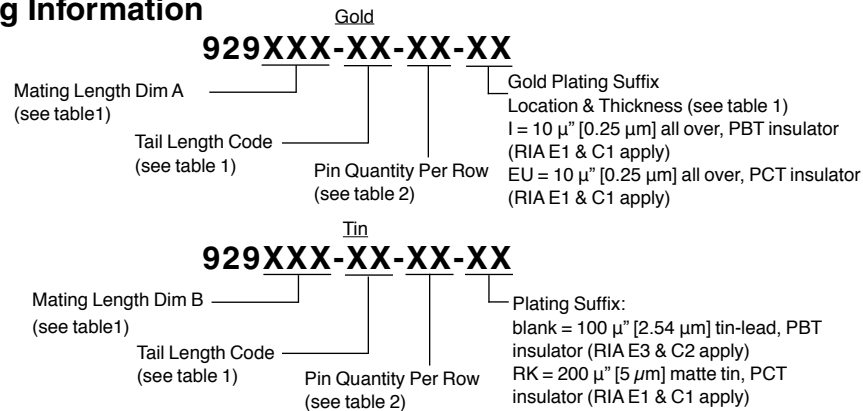 g Information
Gold
929XXX-XX-XX-XX
Mating Length Dim A
(see table1)
Tail Length Code
(see table 1)
Pin Quantity Per Row
(see table 2)
Gold Plating Suffix
Location & Thickness (see table 1)
I = 10 µ” [0.25 µm] all over, PBT insulator
(RIA E1 & C1 apply)
EU = 10 µ” [0.25 µm] all over, PCT insulator
(RIA E1 & C1 apply)
Tin
929XXX-XX-XX-XX
Mating Length Dim B
(see table1)
Tail Length Code
(see table 1)
Pin Quantity Per Row
(see table 2)
Plating Suffix:
blank = 100 µ” [2.54 µm] tin-lead, PBT
insulator (RIA E3 & C2 apply)
RK = 200 µ” [5 µm] matte tin, PCT
insulator (RIA E1 & C1 apply)